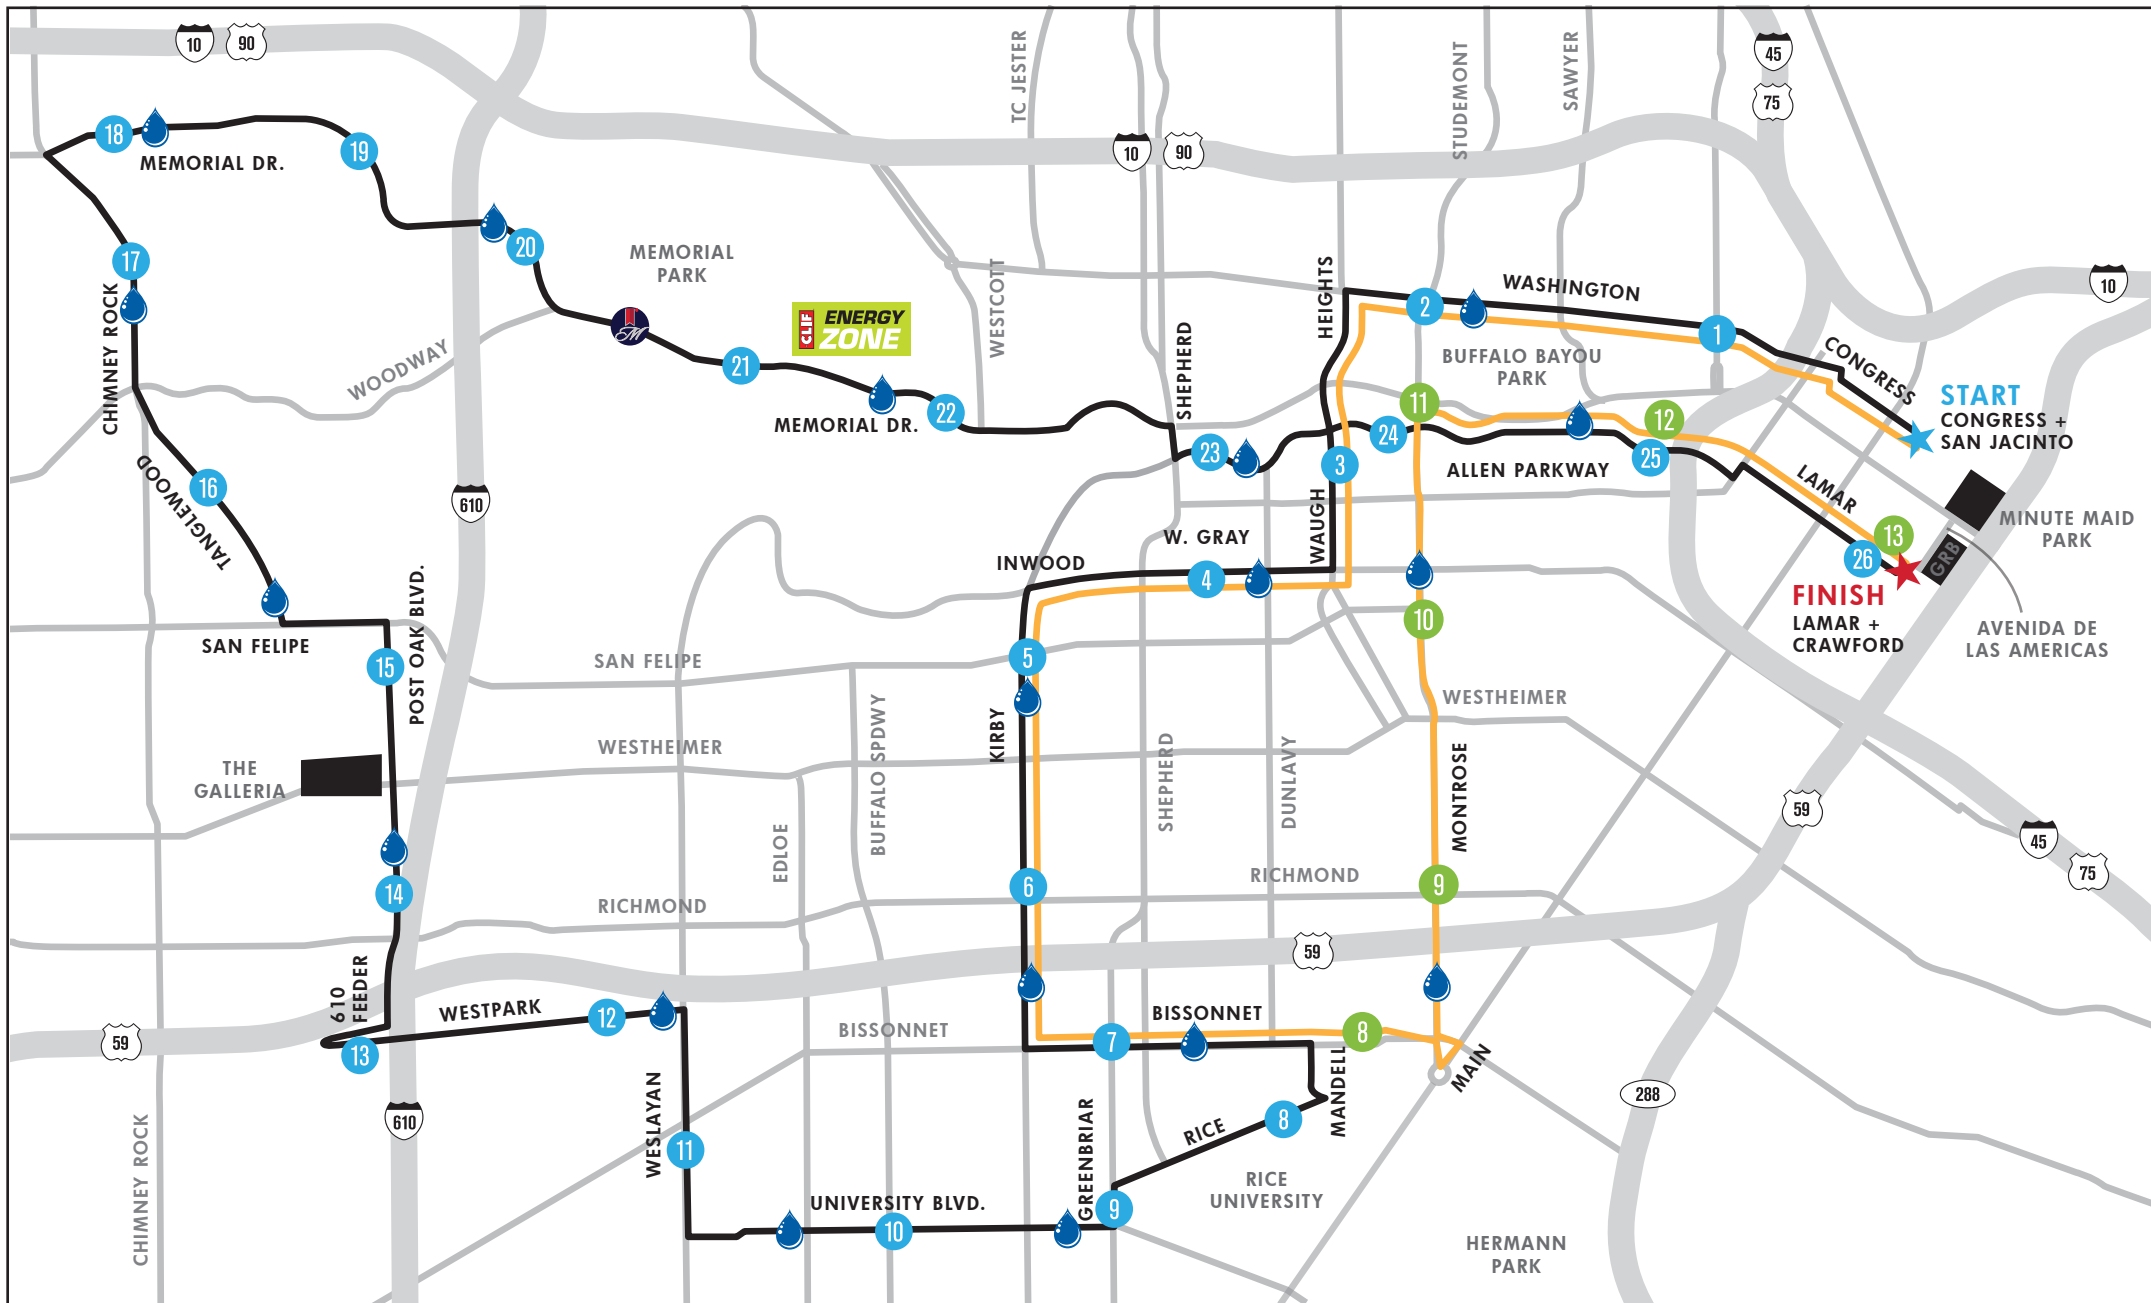 10
90
18
MEMORIAL DR.
19
17
CHIMNEY ROCK
20
MEMORIAL
PARK
EM
21
CLIF
ENERGY
ZONE
MEMORIAL DR.
22
WOODWAY
TC JESTER
10
90
WESTCOTT
SHEPHERD
HEIGHTS
STUDEMONT
SAWYER
45
75
10
2
WASHINGTON
1
CONGRESS
START
CONGRESS +
SAN JACINTO
BUFFALO BAYOU
PARK
11
12
23
24
3
ALLEN PARKWAY
25
LAMAR
13
26
FINISH
LAMAR +
CRAWFORD
GRB
MINUTE MAID
PARK
AVENIDA DE
LAS AMERICAS
TANGLEWOOD
16
610
SAN FELIPE
15
POST OAK BLVD.
THE
GALLERIA
14
610
FEEDER
59
13
WESTPARK
12
610
CHIMNEY ROCK
INWOOD
W. GRAY
WAUGH
4
10
5
SAN FELIPE
WESTHEIMER
WESTHEIMER
KIRBY
BUFFALO SPDWY
EDLOE
SHEPHERD
DUNLAVY
MONTROSE
RICHMOND
RICHMOND
6
9
59
59
45
75
BISSONNET
BISSONNET
7
8
MAIN
MANDELL
288
WESLAYAN
11
RICE
8
GREENBRIAR
9
UNIVERSITY BLVD.
10
RICE
UNIVERSITY
HERMANN
PARK